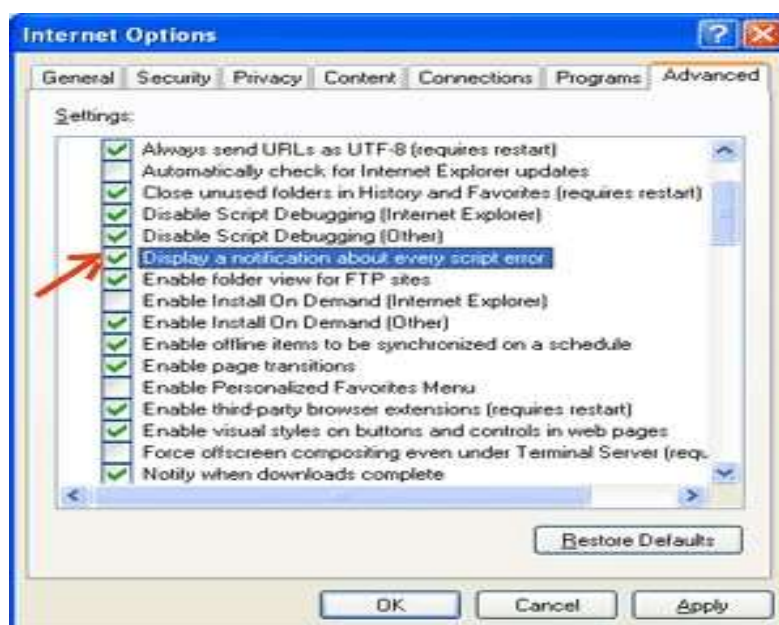 Internet Options
General Security Privacy Content Connections Programs Advanced
Settings:
Always send URLs as UTF-8 (requires restart)
Automatically check for Internet Explorer updates
Close unused folders in History and Favorites (requires restart)
Disable Script Debugging (Internet Explorer)
Disable Script Debugging (Other)
Display a notification about every script error
Enable folder view for FTP sites
Enable Install On Demand (Internet Explorer)
Enable Install On Demand (Other)
Enable offline items to be synchronized on a schedule
Enable page transitions
Enable Personalized Favorites Menu
Enable third-party browser extensions (requires restart)
Enable visual styles on buttons and controls in web pages
Force offscreen compositing even under Terminal Server (requ
Notify when downloads complete
Restore Defaults
OK Cancel Apply